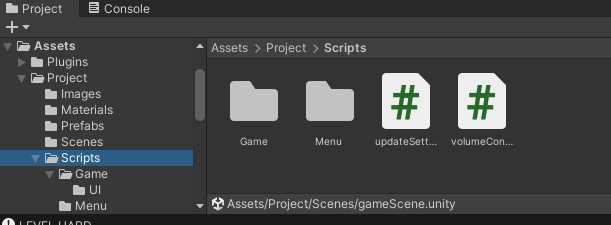 Project Console
Assets
Plugins
Project
Images
Materials
Prefabs
Scenes
Scripts
Game
UI
Menu
Assets > Project > Scripts
Game Menu updateSett... volumeCon...
Assets/Project/Scenes/gameScene.unity
LEVEL HARD